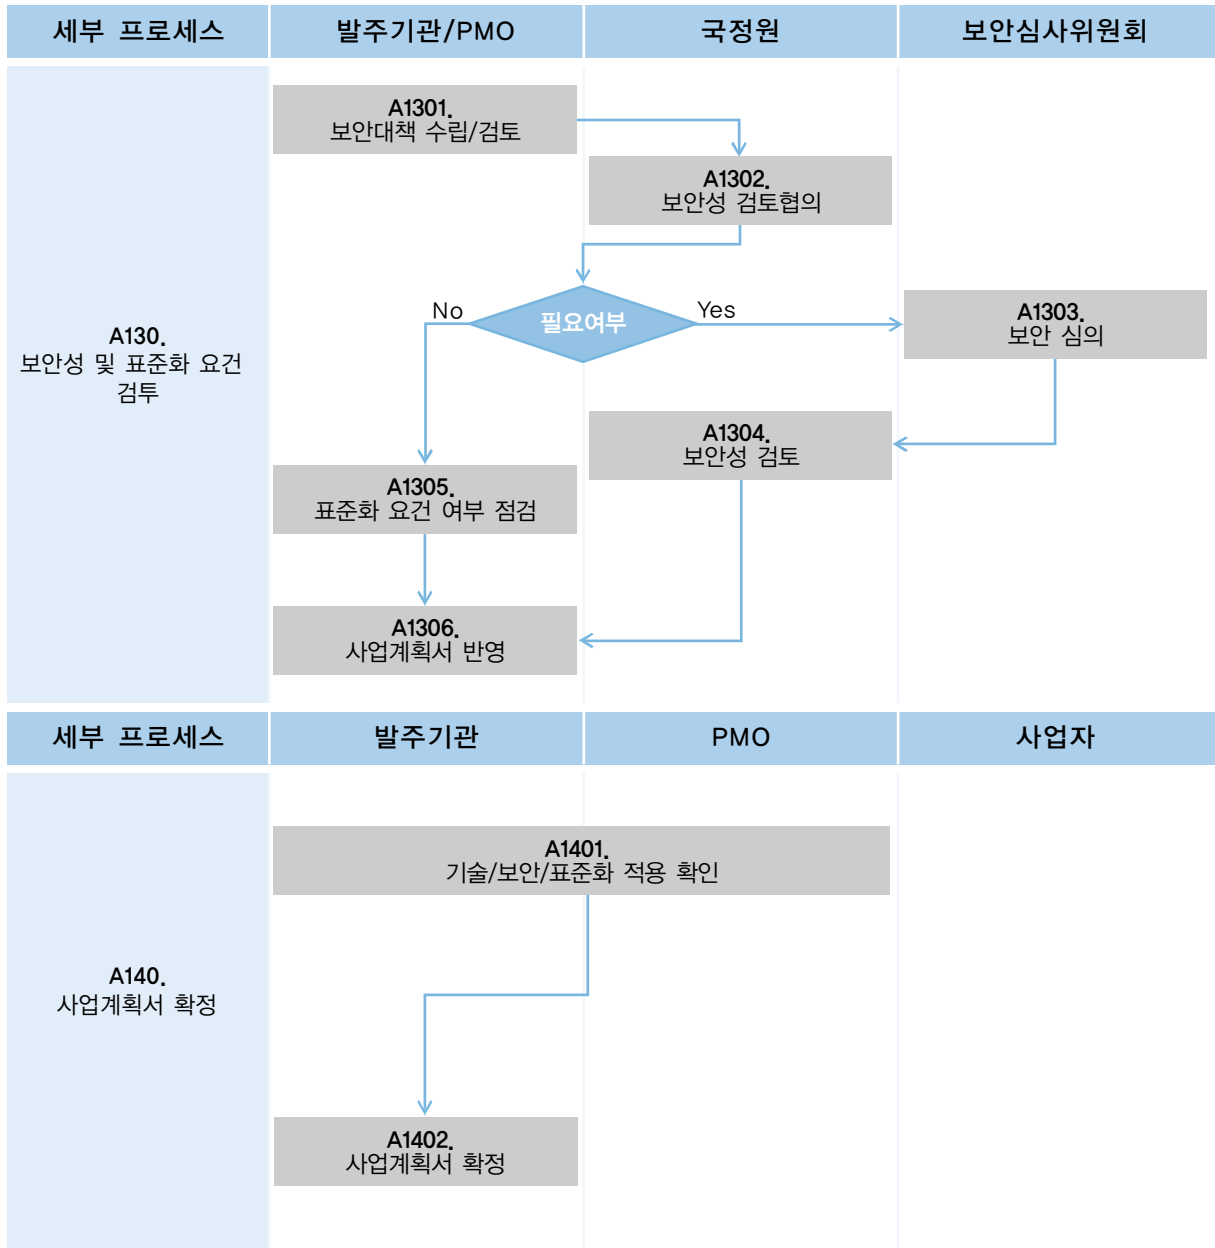 세부 프로세스
발주기관/PMO
국정원
보안심사위원회
A130.
보안성 및 표준화 요건
검투
A1301.
보안대책 수립/검토
A1302.
보안성 검토협의
No
필요여부
Yes
A1303.
보안 심의
A1304.
보안성 검토
A1305.
표준화 요건 여부 점검
A1306.
사업계획서 반영
세부 프로세스
발주기관
PMO
사업자
A140.
사업계획서 확정
A1401.
기술/보안/표준화 적용 확인
A1402.
사업계획서 확정